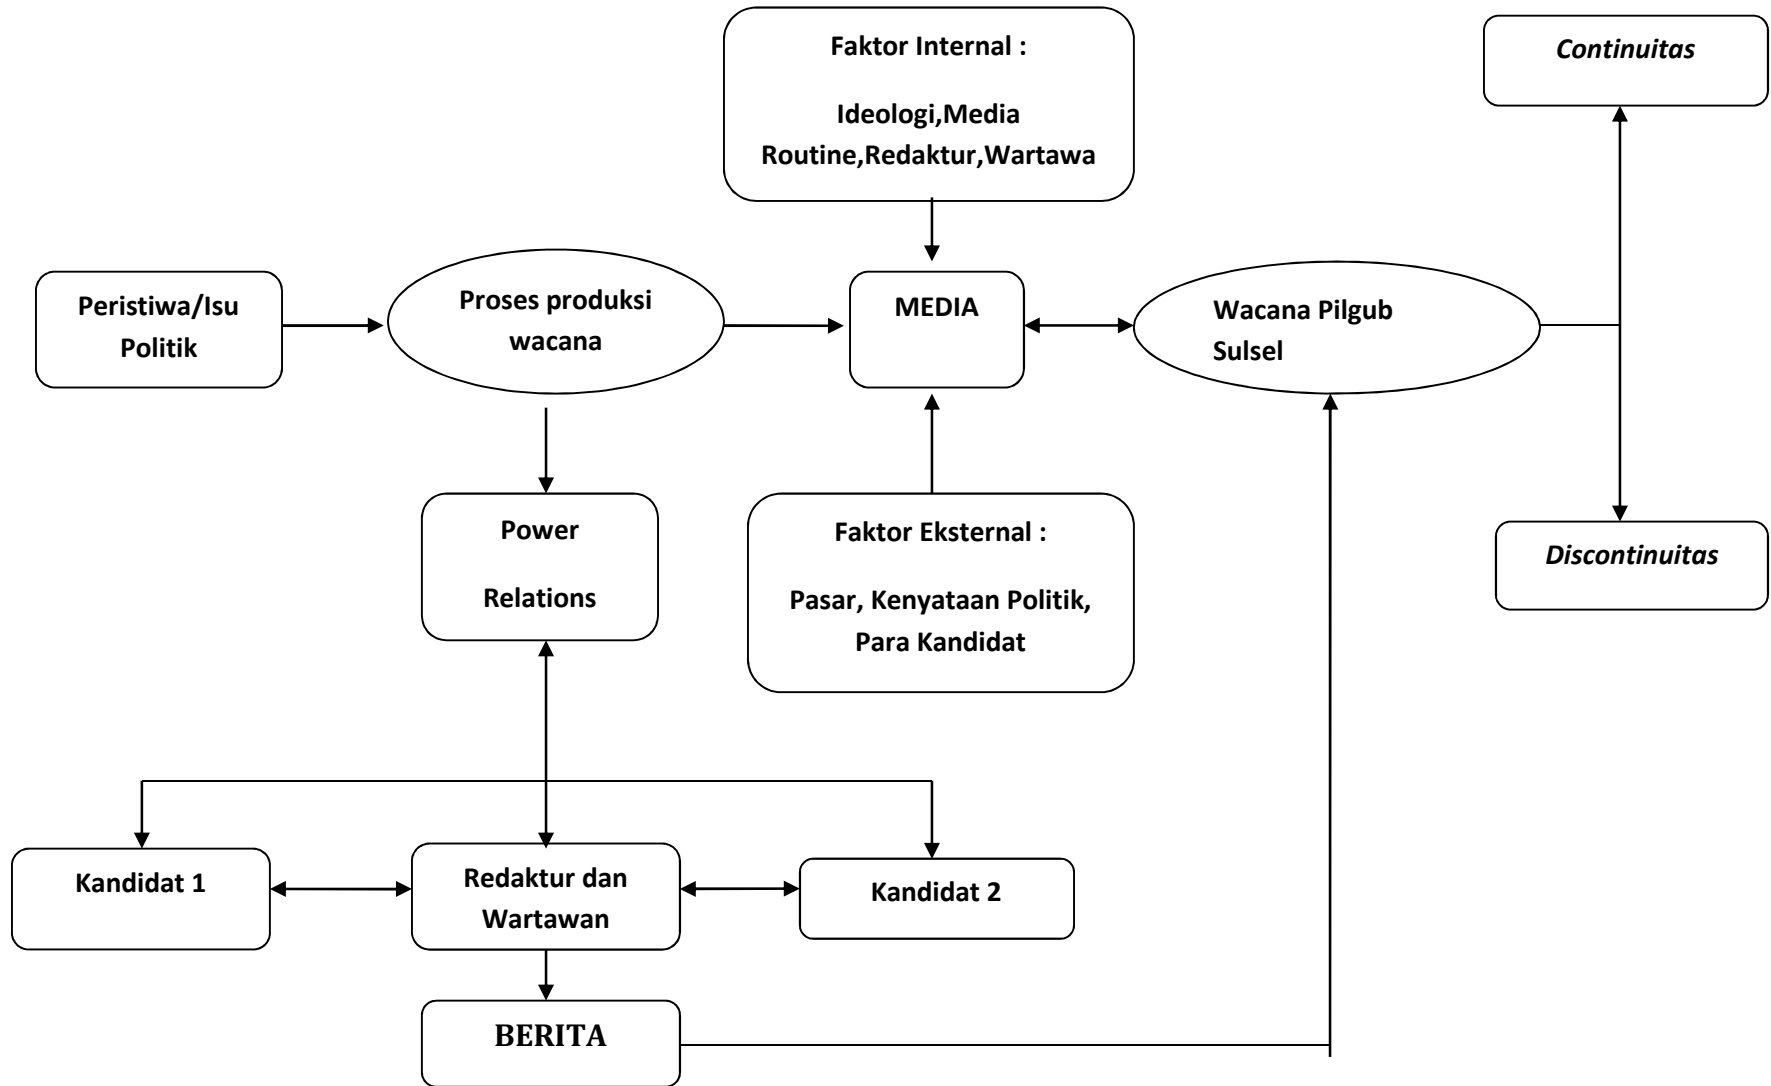 Faktor Internal :
Ideologi,Media
Routine,Redaktur,Wartawa
Continuitas
Peristiwa/Isu
Politik
Proses produksi
wacana
MEDIA
Wacana Pilgub
Sulsel
Power
Relations
Faktor Eksternal :
Pasar, Kenyataan Politik,
Para Kandidat
Discontinuitas
Kandidat 1
Redaktur dan
Wartawan
Kandidat 2
BERITA